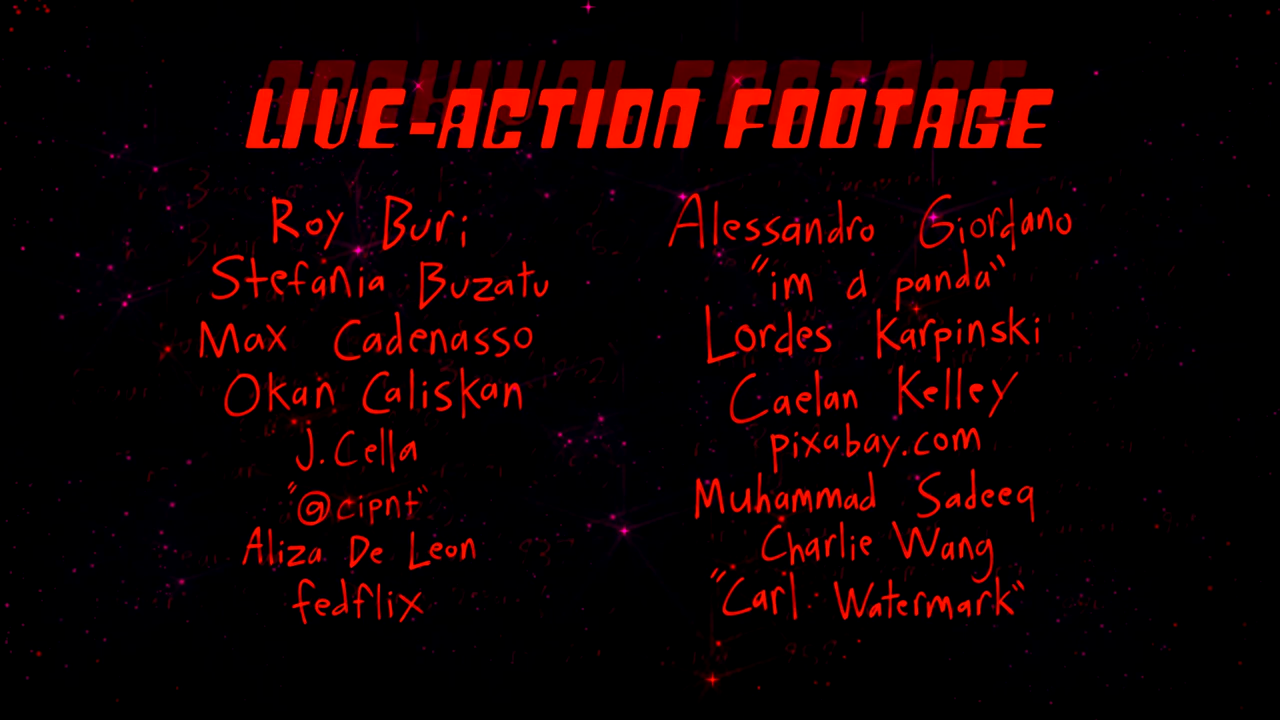 LIVE-ACTION FOOTAGE
Roy Buri
Stefania Buzatu
Max Cadenasso
Okan Caliskan
J. Cella
"@cipnt"
Aliza De Leon
fedflix
Alessandro Giordano
"im a panda"
Lordes Karpinski
Caelan Kelley
pixabay.com
Muhammad Sadeeq
Charlie Wang
"Carl Watermark"